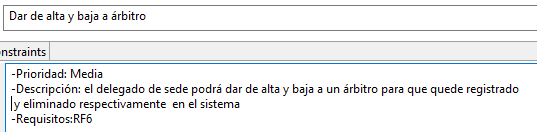 Dar de alta y baja a árbitro
nstraints
-Prioridad: Media
-Descripción: el delegado de sede podrá dar de alta y baja a un árbitro para que quede registrado
y eliminado respectivamente  en el sistema
-Requisitos:RF6